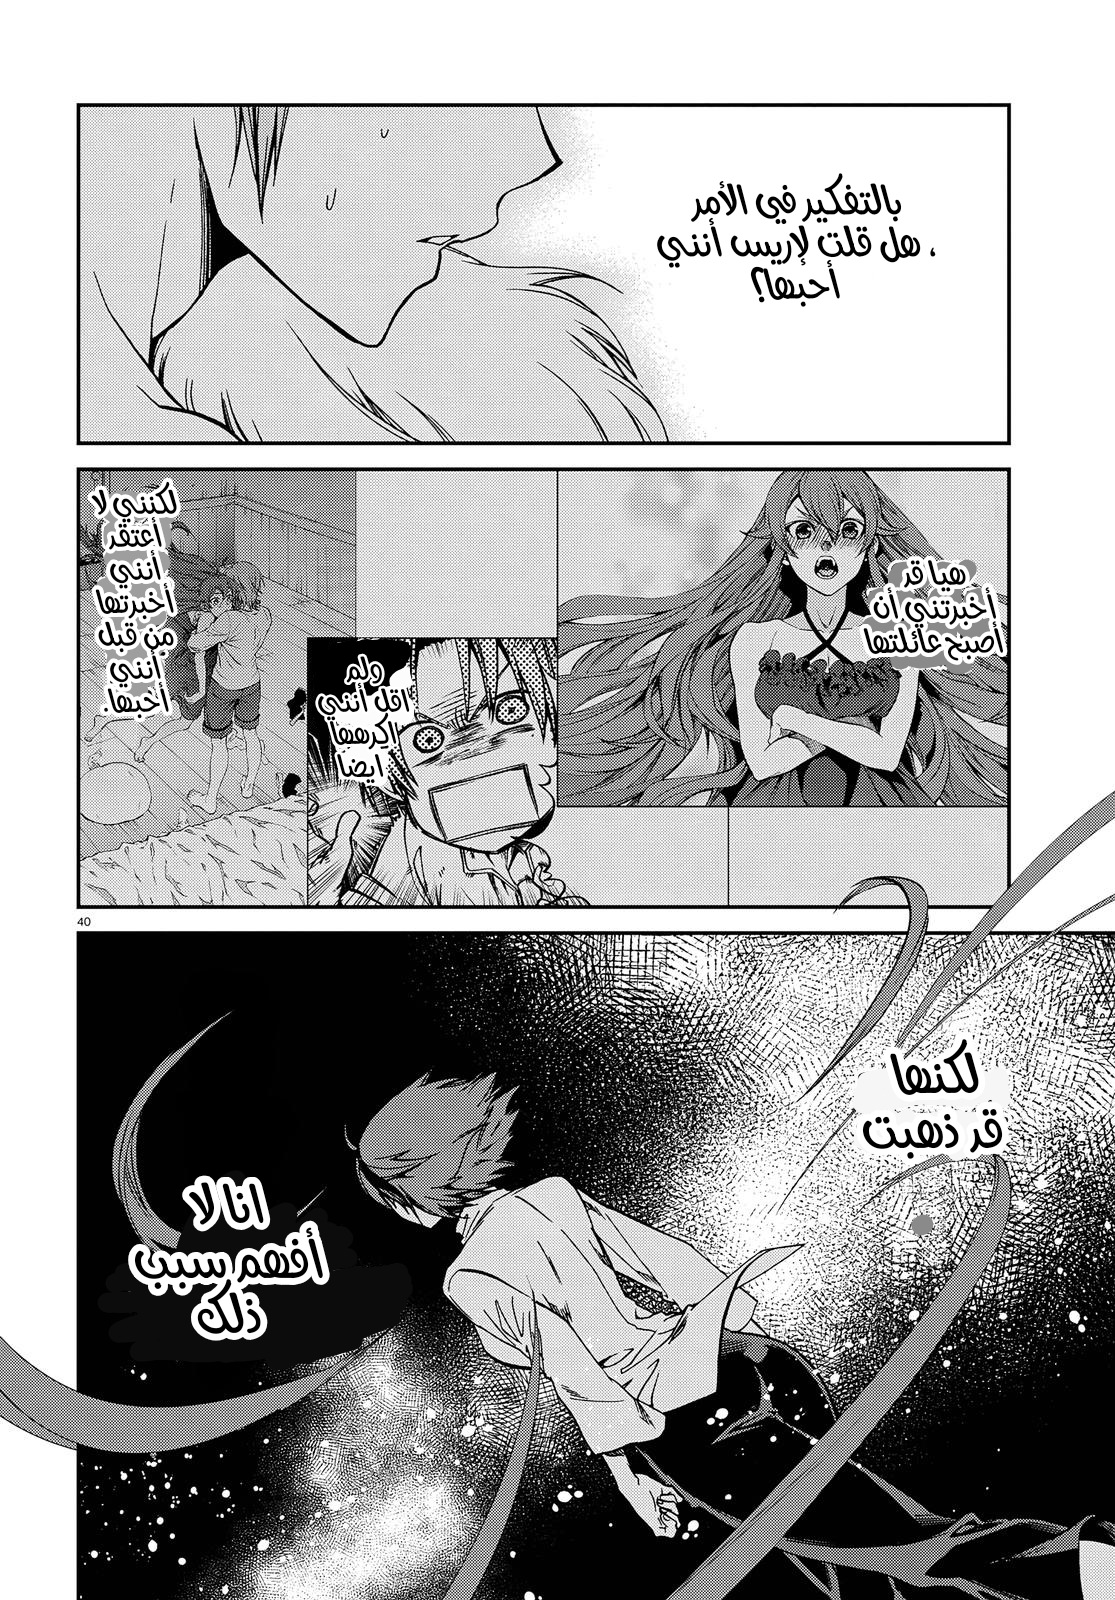 بالتفكير في الأمر
، هل قلت لإريس أنني
أحبها؟
هيا قد
أخبرتني أن
أصبح عائلتها
ولم
اقل أنني
اكرهها
ايضا
لكنني لا
أعتقد
أنني
أخبرتها
من قبل
أنني
أحبها.
40
لكنها
قد ذهبت
انا لا
أفهم سبب
ذلك